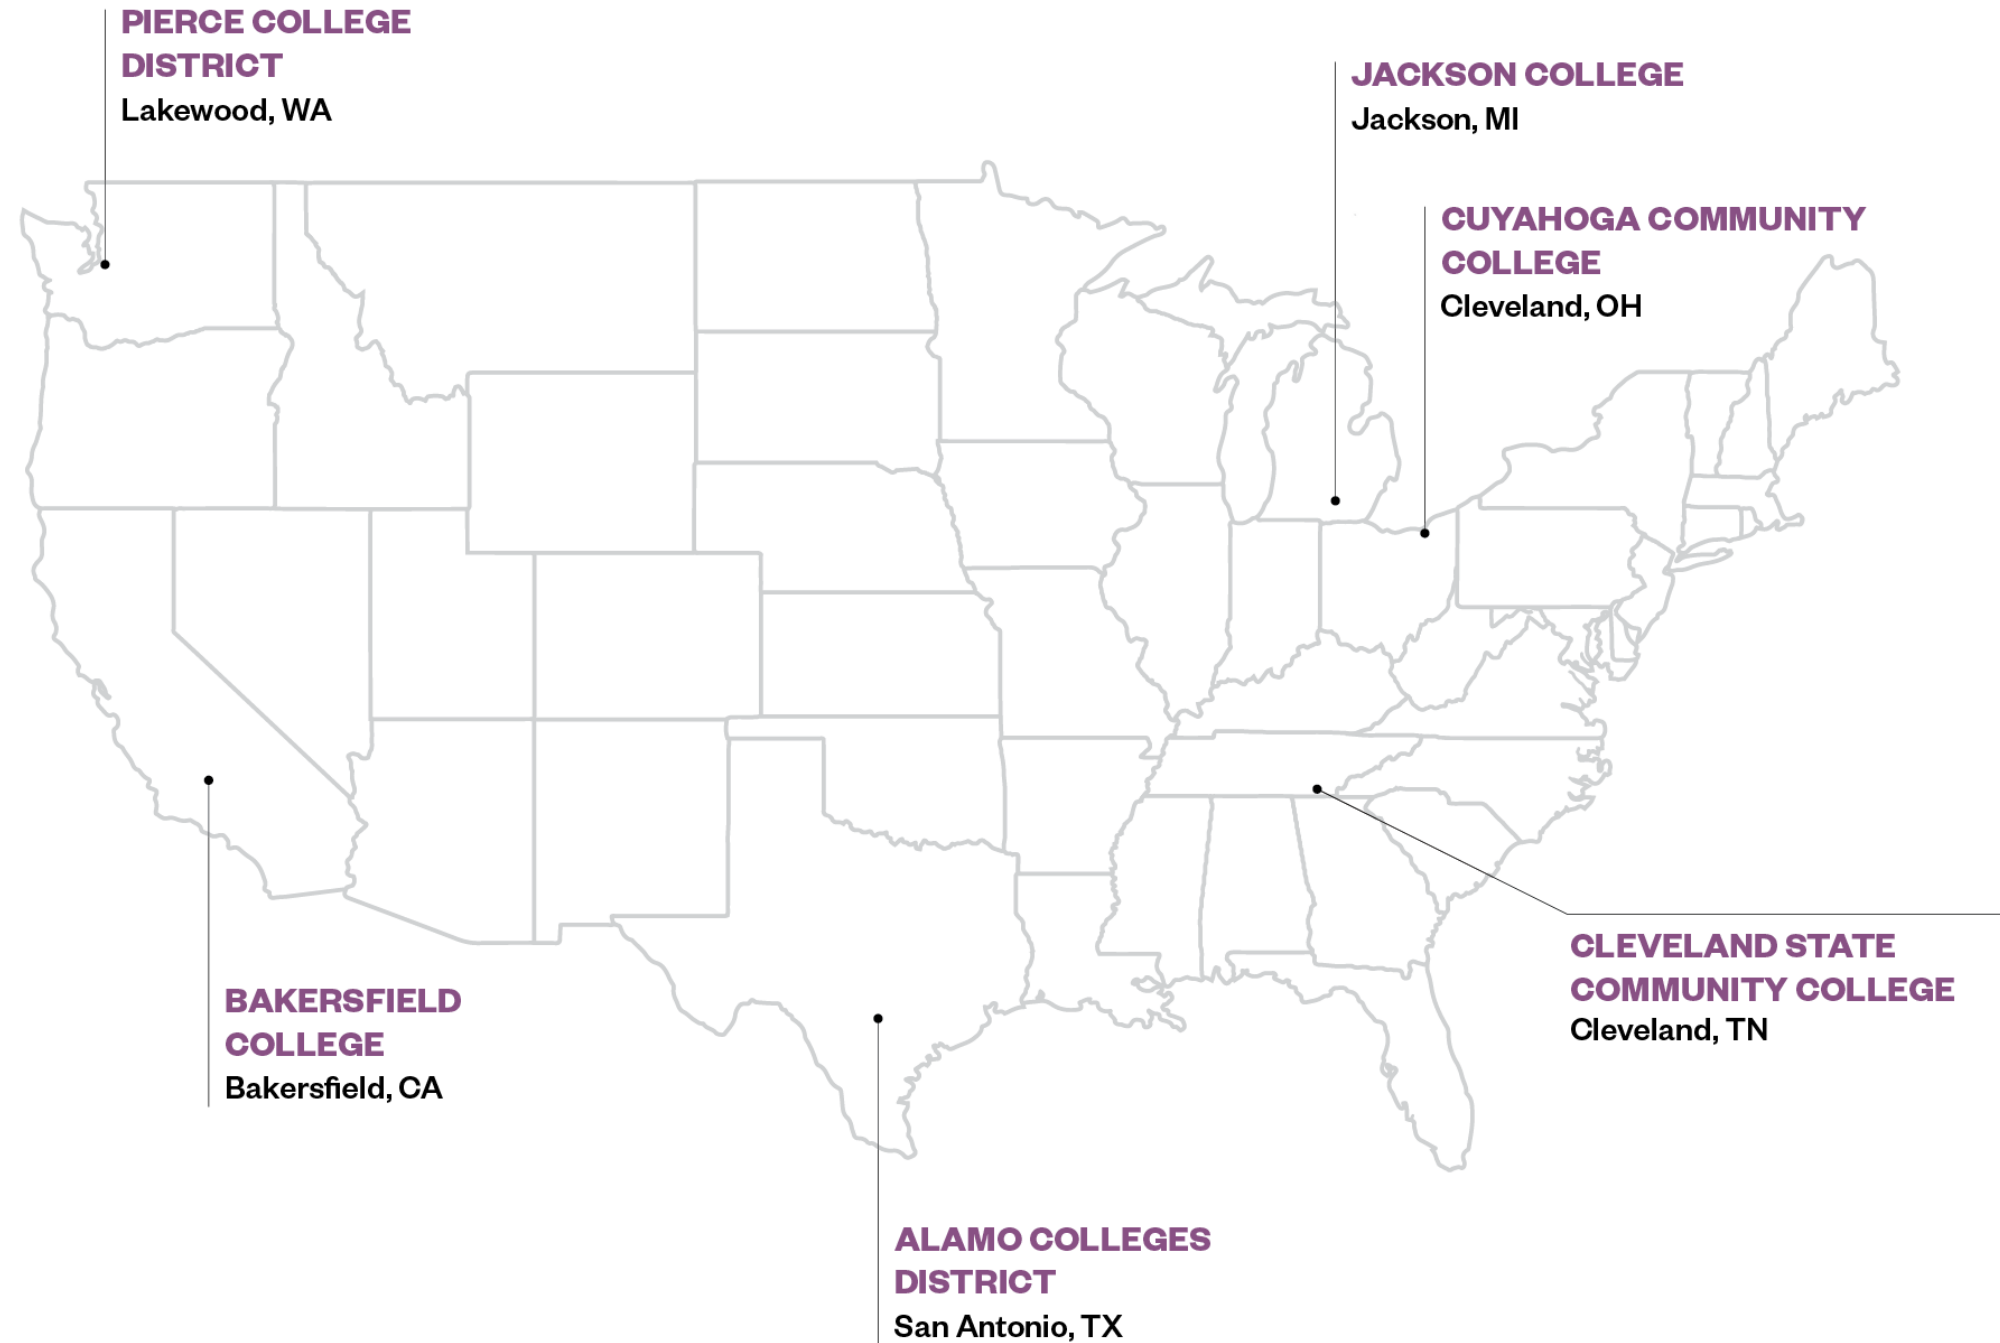 PIERCE COLLEGE
DISTRICT
Lakewood, WA
JACKSON COLLEGE
Jackson, MI
CUYAHOGA COMMUNITY
COLLEGE
Cleveland, OH
CLEVELAND STATE
COMMUNITY COLLEGE
Cleveland, TN
BAKERSFIELD
COLLEGE
Bakersfield, CA
ALAMO COLLEGES
DISTRICT
San Antonio, TX